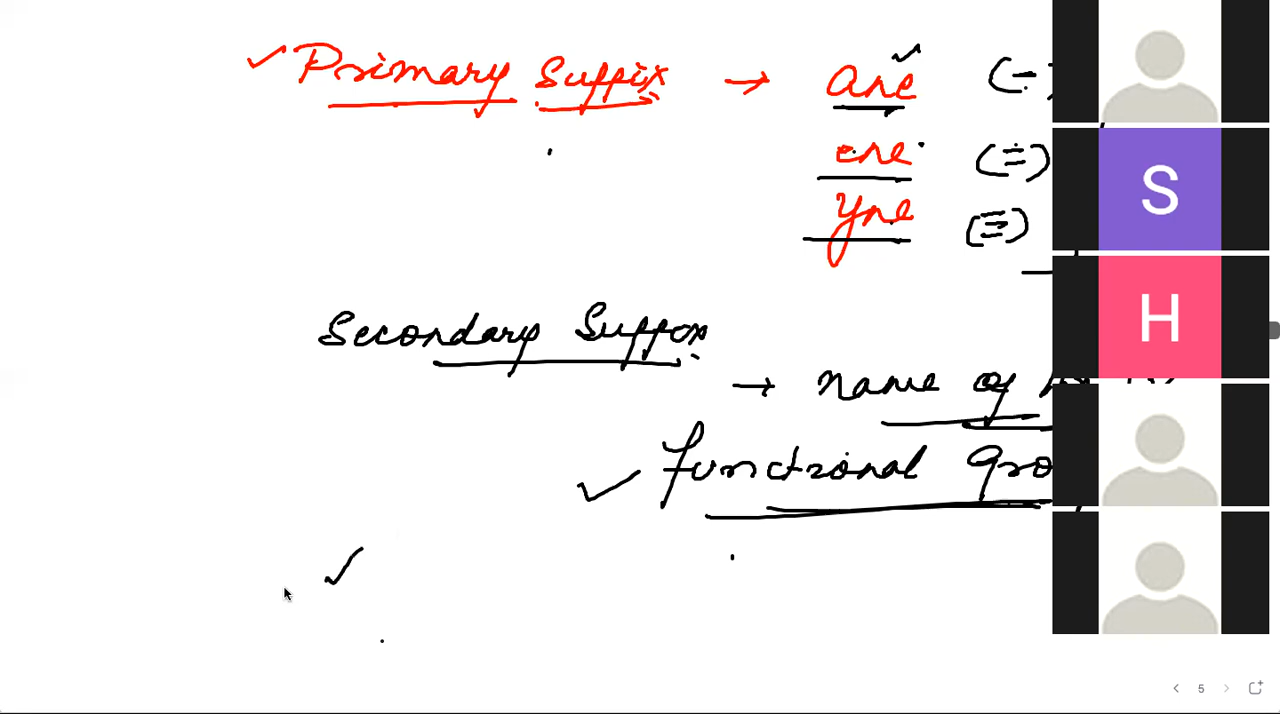 Primary Suffix → ane (-)
ene (=)
yne (≡)
Secondary Suffix
→ name of
functional Gro
S
H
5